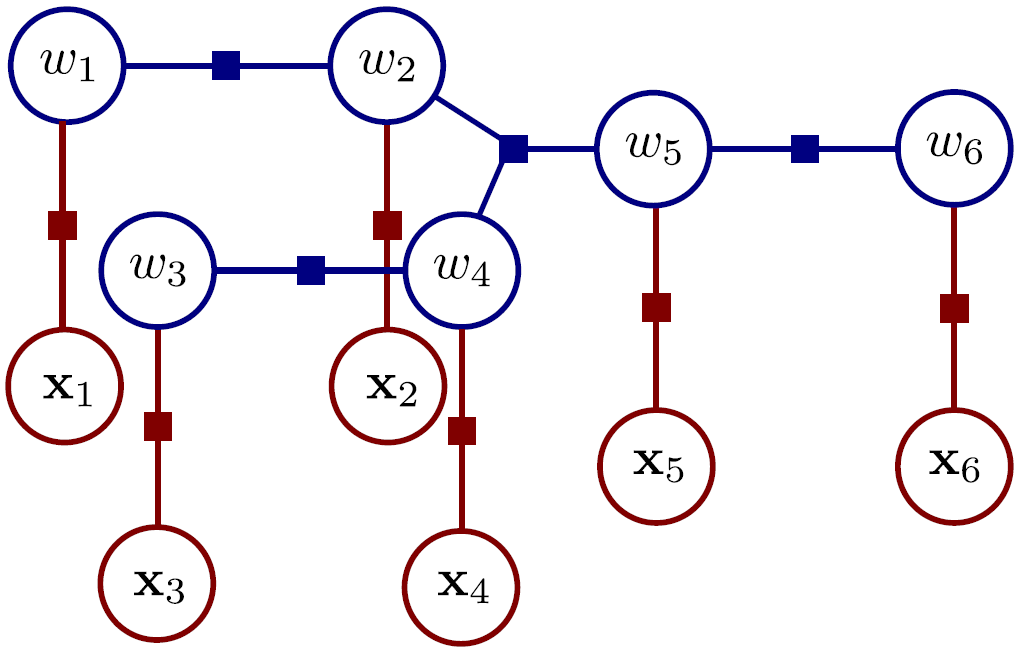 w₁ w₂
w₅ w₆
w₃ w₄
x₁ x₂
x₅ x₆
x₃ x₄